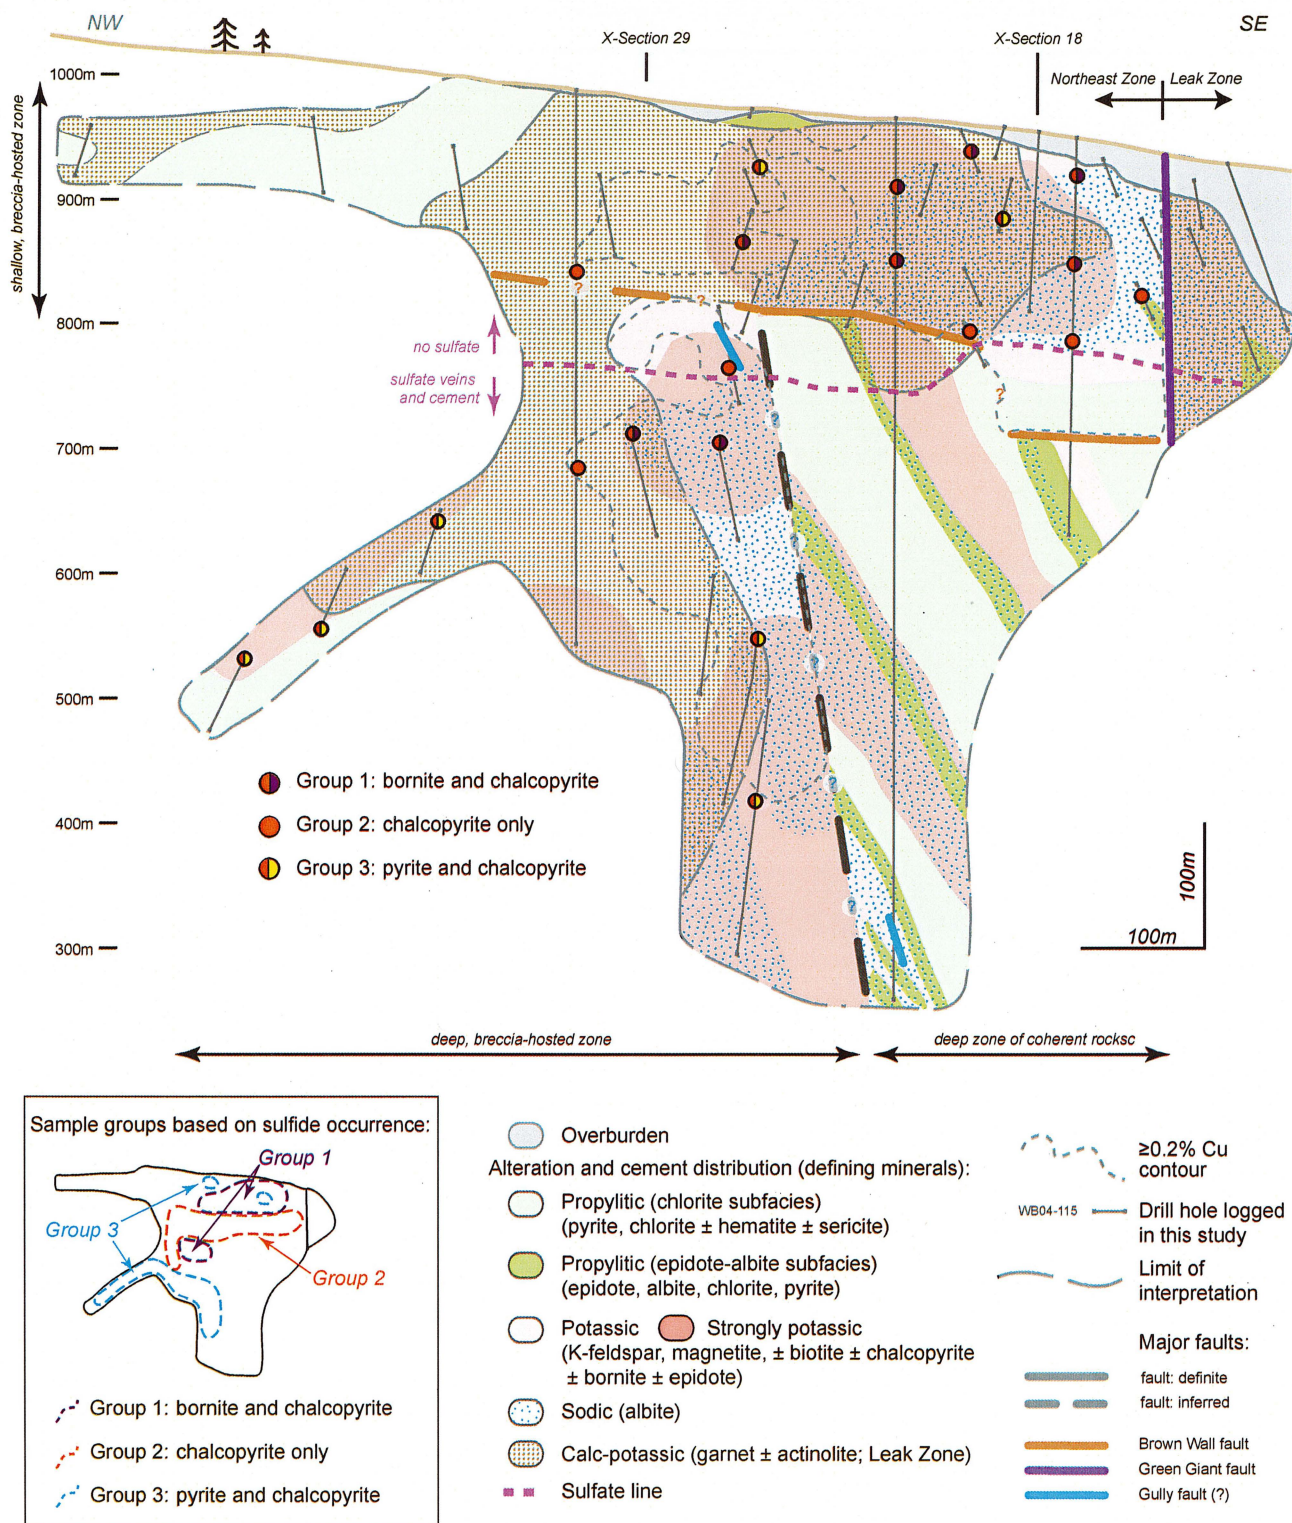 NW
SE
X-Section 29
X-Section 18
Northeast Zone
Leak Zone
1000m
900m
800m
700m
600m
500m
400m
300m
shallow, breccia-hosted zone
?
?
?
no sulfate
sulfate veins
and cement
?
?
?
?
?
Group 1: bornite and chalcopyrite
Group 2: chalcopyrite only
Group 3: pyrite and chalcopyrite
100m
100m
deep, breccia-hosted zone
deep zone of coherent rocksc
Sample groups based on sulfide occurrence:
Group 1
Group 3
Group 2
Group 1: bornite and chalcopyrite
Group 2: chalcopyrite only
Group 3: pyrite and chalcopyrite
Overburden
Alteration and cement distribution (defining minerals):
Propylitic (chlorite subfacies)
(pyrite, chlorite ± hematite ± sericite)
Propylitic (epidote-albite subfacies)
(epidote, albite, chlorite, pyrite)
Potassic
Strongly potassic
(K-feldspar, magnetite, ± biotite ± chalcopyrite
± bornite ± epidote)
Sodic (albite)
Calc-potassic (garnet ± actinolite; Leak Zone)
Sulfate line
≥0.2% Cu
contour
WB04-115
Drill hole logged
in this study
Limit of
interpretation
Major faults:
fault: definite
fault: inferred
Brown Wall fault
Green Giant fault
Gully fault (?)